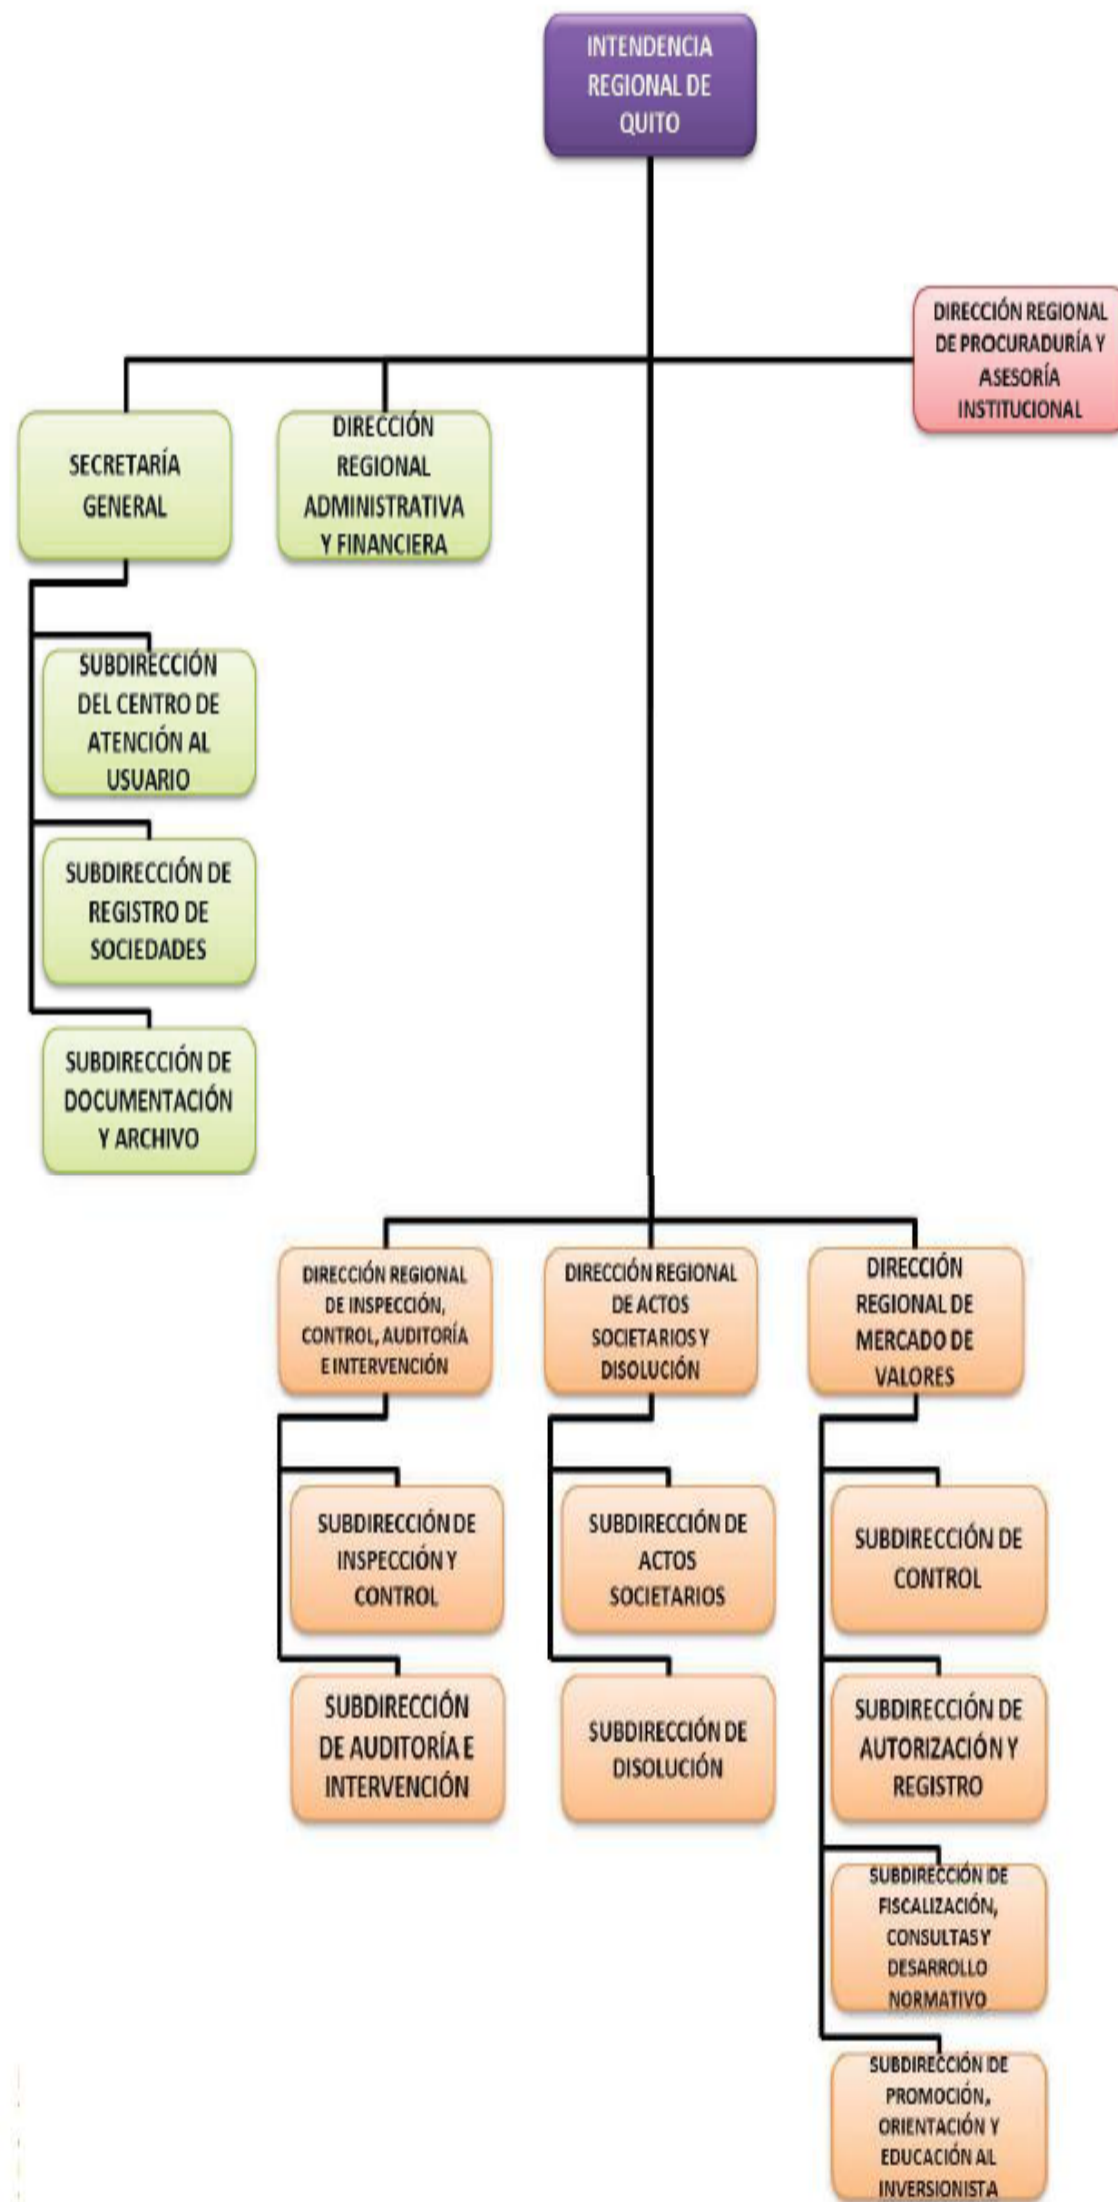 INTENDENCIA
REGIONAL DE
QUITO
DIRECCIÓN REGIONAL
DE PROCURADURÍA Y
ASESORÍA
INSTITUCIONAL
SECRETARÍA
GENERAL
DIRECCIÓN
REGIONAL
ADMINISTRATIVA
Y FINANCIERA
SUBDIRECCIÓN
DEL CENTRO DE
ATENCIÓN AL
USUARIO
SUBDIRECCIÓN DE
REGISTRO DE
SOCIEDADES
SUBDIRECCIÓN DE
DOCUMENTACIÓN
Y ARCHIVO
DIRECCIÓN REGIONAL
DE INSPECCIÓN,
CONTROL, AUDITORÍA
E INTERVENCIÓN
SUBDIRECCIÓN DE
INSPECCIÓN Y
CONTROL
SUBDIRECCIÓN
DE AUDITORÍA E
INTERVENCIÓN
DIRECCIÓN REGIONAL
DE ACTOS
SOCIETARIOS Y
DISOLUCIÓN
SUBDIRECCIÓN DE
ACTOS
SOCIETARIOS
SUBDIRECCIÓN DE
DISOLUCIÓN
DIRECCIÓN
REGIONAL DE
MERCADO DE
VALORES
SUBDIRECCIÓN DE
CONTROL
SUBDIRECCIÓN DE
AUTORIZACIÓN Y
REGISTRO
SUBDIRECCIÓN DE
FISCALIZACIÓN,
CONSULTAS Y
DESARROLLO
NORMATIVO
SUBDIRECCIÓN DE
PROMOCIÓN,
ORIENTACIÓN Y
EDUCACIÓN AL
INVERSIONISTA